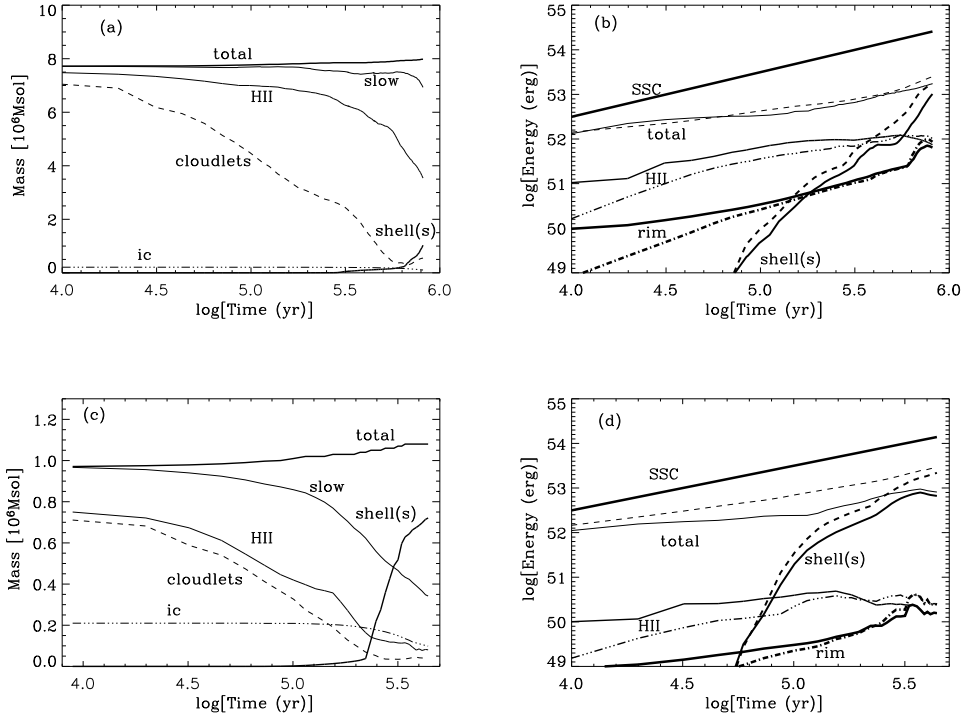 (a)
10
8
6
4
2
0
Mass [10⁶Msol]
total
slow
HII
cloudlets
shell(s)
ic
4.0 4.5 5.0 5.5 6.0
log[Time (yr)]
(b)
55
54
53
52
51
50
49
log[Energy (erg)]
SSC
total
HII
rim
shell(s)
4.0 4.5 5.0 5.5 6.0
log[Time (yr)]
(c)
1.2
1.0
0.8
0.6
0.4
0.2
0.0
Mass [10⁶Msol]
total
slow
shell(s)
HII
cloudlets
ic
4.0 4.5 5.0 5.5
log[Time (yr)]
(d)
55
54
53
52
51
50
49
log[Energy (erg)]
SSC
total
shell(s)
HII
rim
4.0 4.5 5.0 5.5
log[Time (yr)]